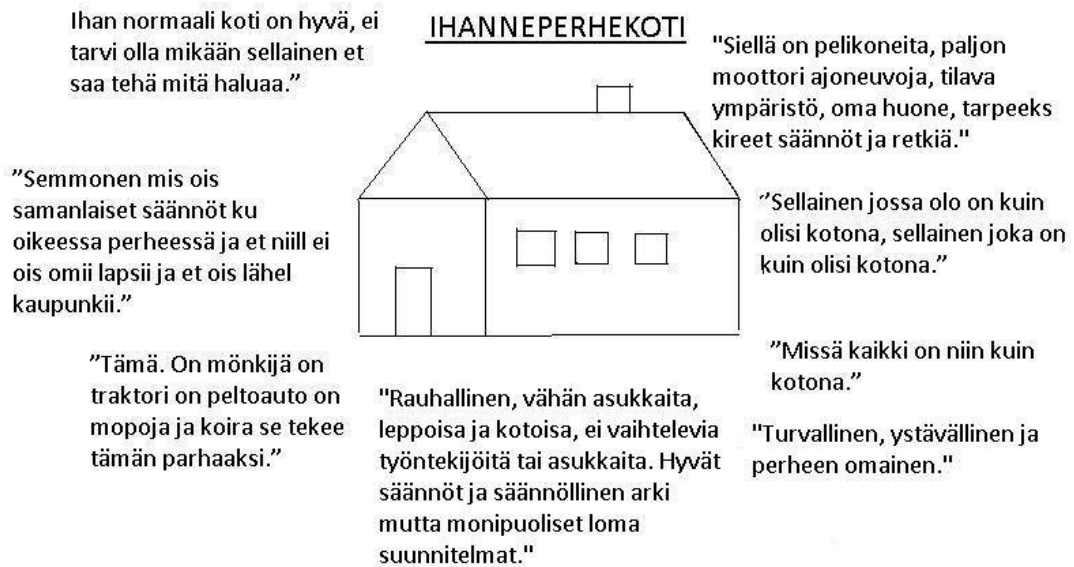 IHANNEPERHEKOTI
Ihan normaali koti on hyvä, ei
tarvi olla mikään sellainen et
saa tehä mitä haluaa.”
"Siellä on pelikoneita, paljon
moottori ajoneuvoja, tilava
ympäristö, oma huone, tarpeeks
kireet säännöt ja retkiä."
”Semmonen mis ois
samanlaiset säännöt ku
oikeessa perheessä ja et niill ei
ois omii lapsii ja et ois lähel
kaupunkii.”
”Sellainen jossa olo on kuin
olisi kotona, sellainen joka on
kuin olisi kotona.”
”Tämä. On mönkijä on
traktori on peltoauto on
mopoja ja koira se tekee
tämän parhaaksi.”
"Rauhallinen, vähän asukkaita,
leppoisa ja kotoisa, ei vaihtelevia
työntekijöitä tai asukkaita. Hyvät
säännöt ja säännöllinen arki
mutta monipuoliset loma
suunnitelmat."
”Missä kaikki on niin kuin
kotona.”
"Turvallinen, ystävällinen ja
perheen omainen."